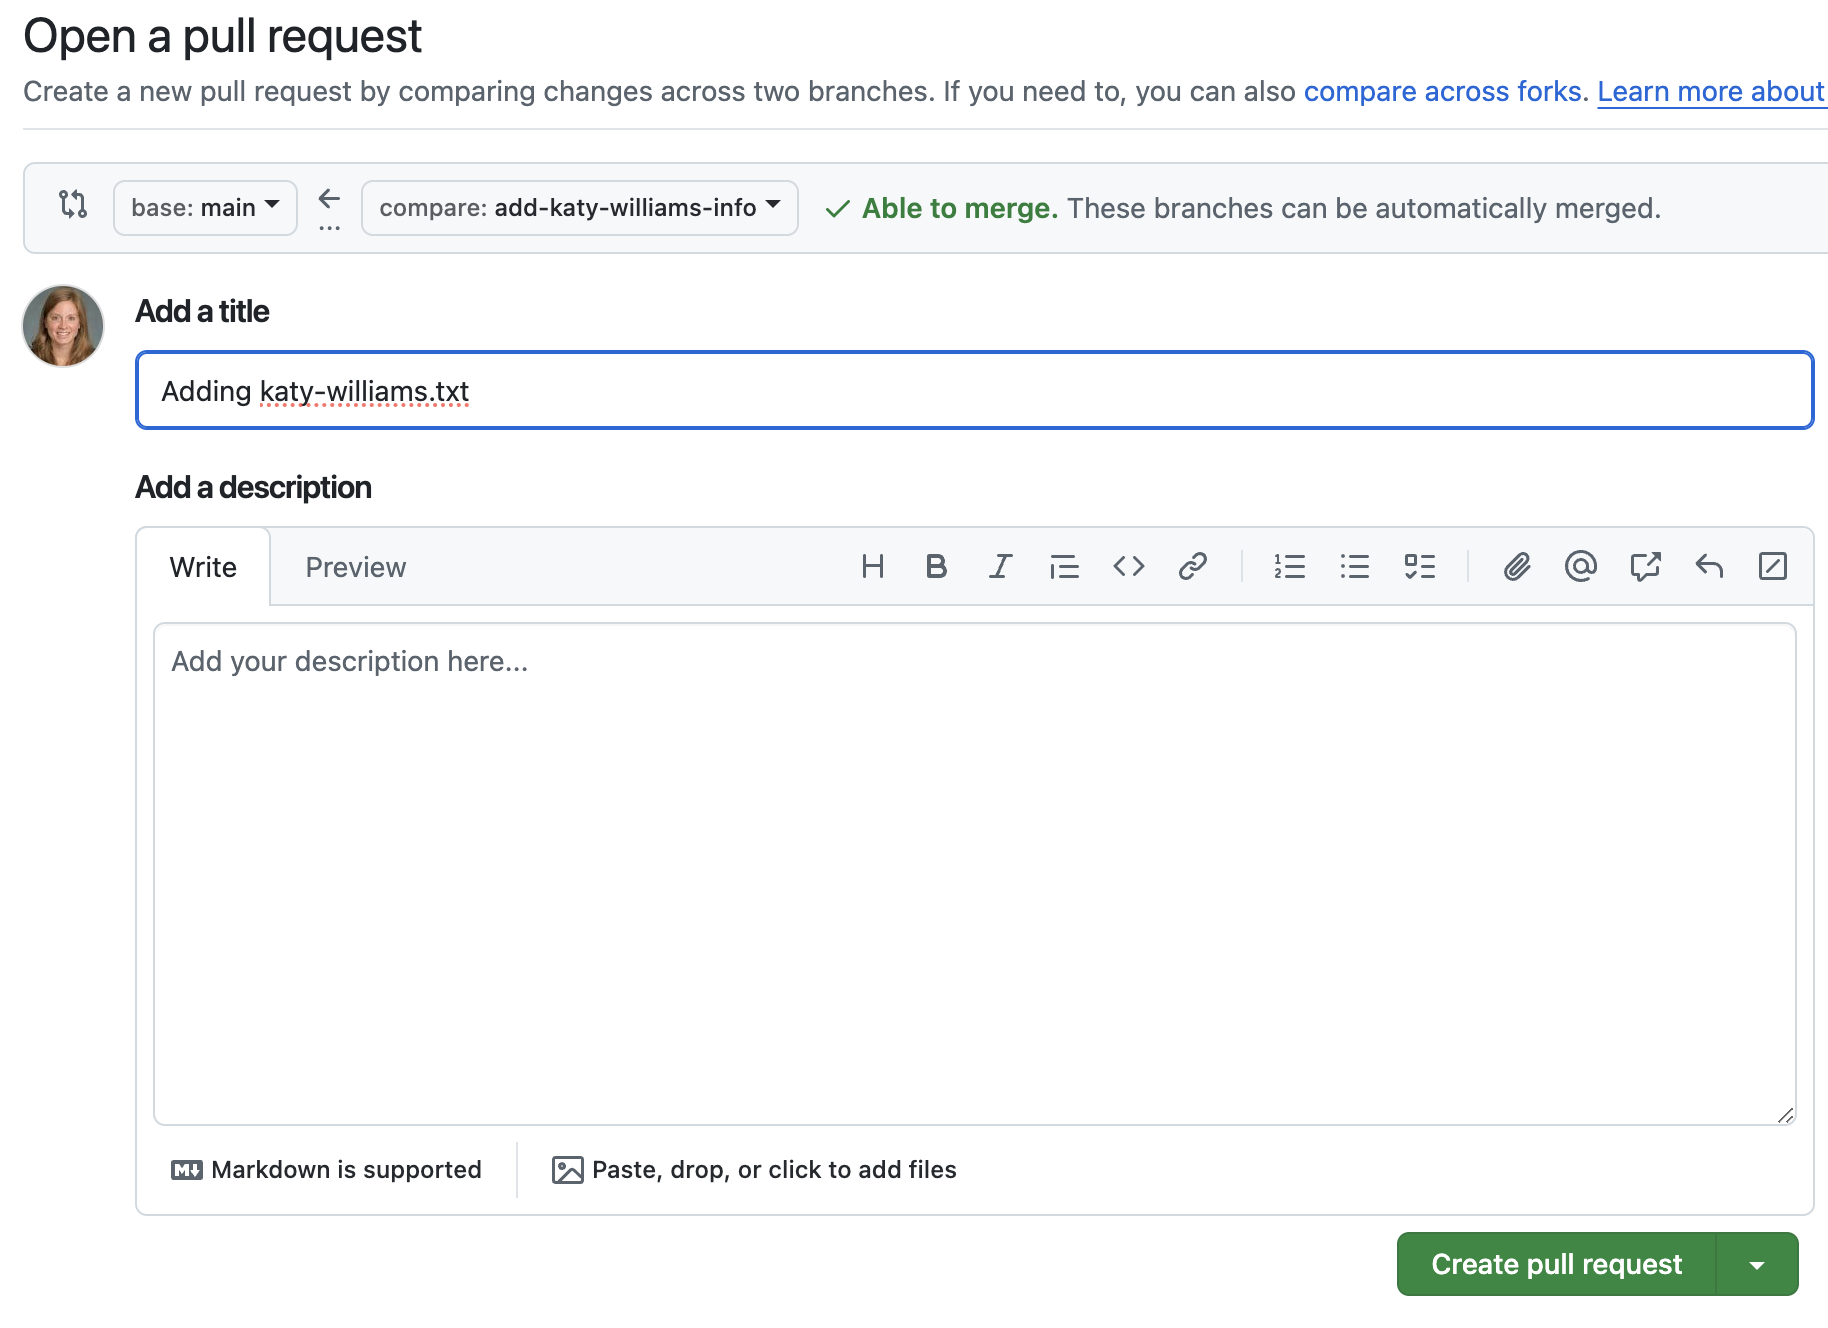 Open a pull request
Create a new pull request by comparing changes across two branches. If you need to, you can also compare across forks. Learn more about
base: main compare: add-katy-williams-info Able to merge. These branches can be automatically merged.
Add a title
Adding katy-williams.txt
Add a description
Write Preview
Add your description here...
Markdown is supported Paste, drop, or click to add files
Create pull request